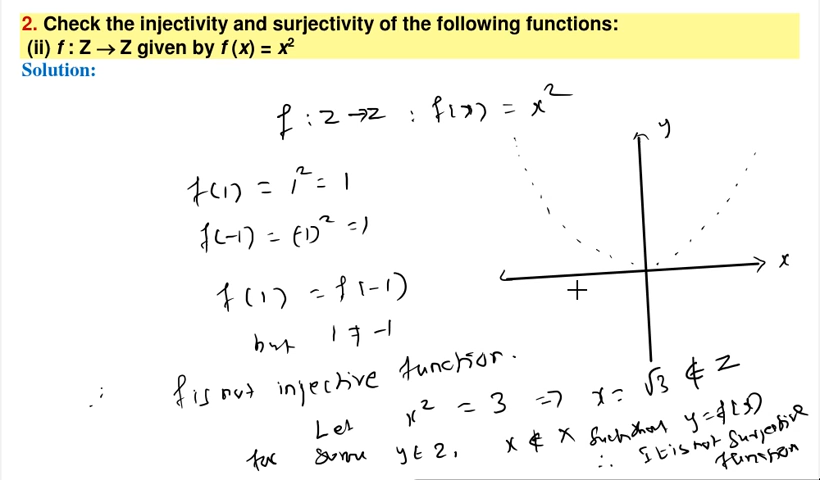 2. Check the injectivity and surjectivity of the following functions:
(ii) f : Z → Z given by f (x) = x²
Solution:
f : Z → Z : f(x) = x²
y
f(1) = 1² = 1
f(-1) = (-1)² = 1
x
f(1) = f(-1)
but 1 ≠ -1
∴ f is not injective function.
Let x² = 3 => x = √3 ∉ Z
for some y ∈ Z, x ∉ X such that y = f(x)
∴ It is not surjective
function